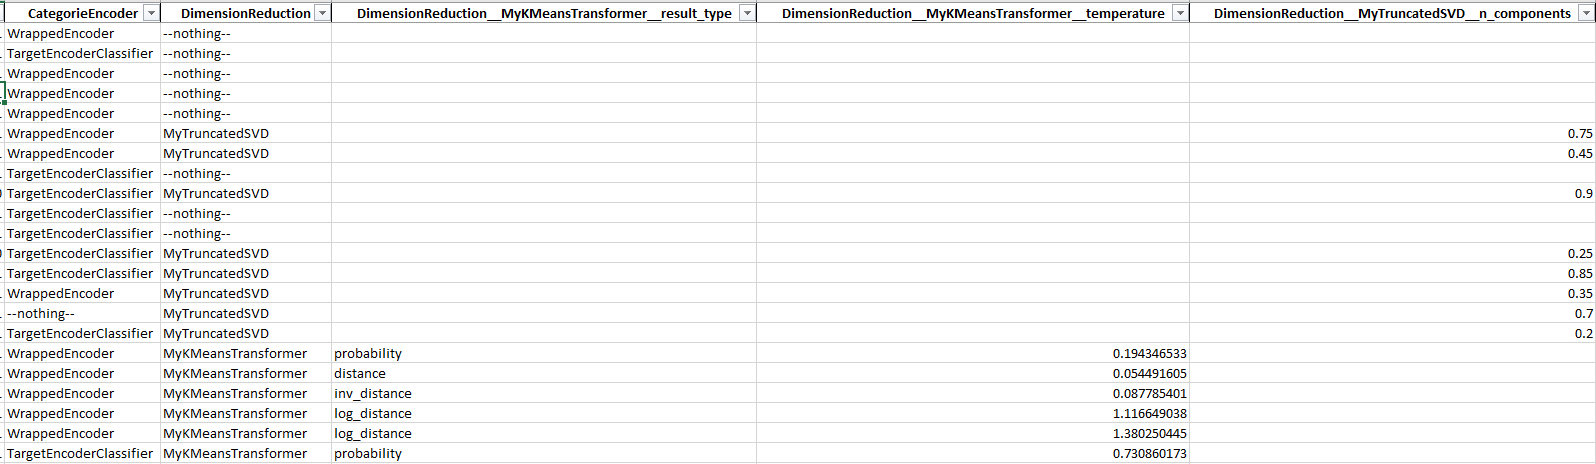 CategorieEncoder DimensionReduction DimensionReduction__MyKMeansTransformer__result_type DimensionReduction__MyKMeansTransformer__temperature DimensionReduction__MyTruncatedSVD__n_components
WrappedEncoder --nothing--
TargetEncoderClassifier --nothing--
WrappedEncoder --nothing--
WrappedEncoder --nothing--
WrappedEncoder --nothing--
WrappedEncoder MyTruncatedSVD 0.75
WrappedEncoder MyTruncatedSVD 0.45
TargetEncoderClassifier --nothing--
TargetEncoderClassifier MyTruncatedSVD 0.9
TargetEncoderClassifier --nothing--
TargetEncoderClassifier --nothing--
TargetEncoderClassifier MyTruncatedSVD 0.25
TargetEncoderClassifier MyTruncatedSVD 0.85
WrappedEncoder MyTruncatedSVD 0.35
--nothing-- MyTruncatedSVD 0.7
TargetEncoderClassifier MyTruncatedSVD 0.2
WrappedEncoder MyKMeansTransformer probability 0.194346533
WrappedEncoder MyKMeansTransformer distance 0.054491605
WrappedEncoder MyKMeansTransformer inv_distance 0.087785401
WrappedEncoder MyKMeansTransformer log_distance 1.116649038
WrappedEncoder MyKMeansTransformer log_distance 1.380250445
TargetEncoderClassifier MyKMeansTransformer probability 0.730860173